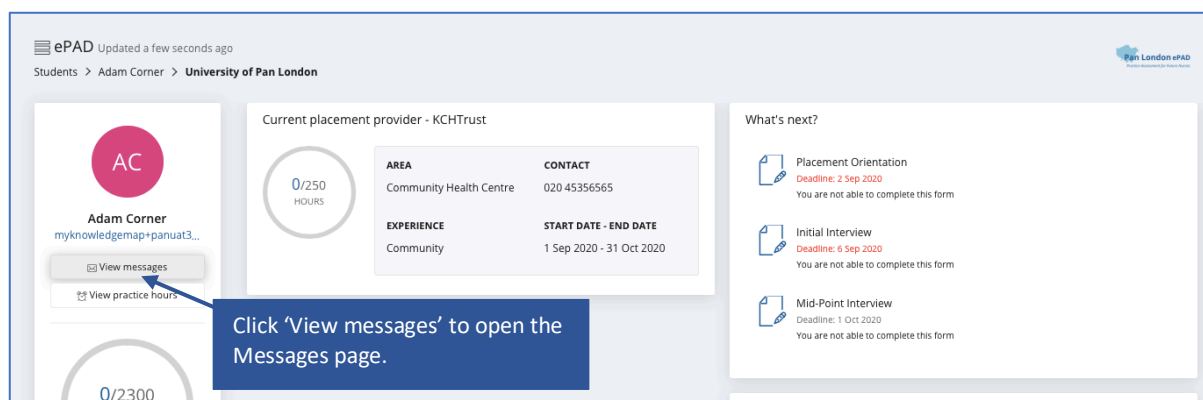 ePAD Updated a few seconds ago
Pan London ePAD
Practice Assessment for Future Nurses
Students > Adam Corner > University of Pan London
AC
Adam Corner
myknowledgemap+panuat3...
View messages
View practice hours
0/2300
Current placement provider - KCHTrust
0/250
HOURS
AREA
Community Health Centre
CONTACT
020 45356565
EXPERIENCE
Community
START DATE - END DATE
1 Sep 2020 - 31 Oct 2020
Click ‘View messages’ to open the
Messages page.
What's next?
Placement Orientation
Deadline: 2 Sep 2020
You are not able to complete this form
Initial Interview
Deadline: 6 Sep 2020
You are not able to complete this form
Mid-Point Interview
Deadline: 1 Oct 2020
You are not able to complete this form